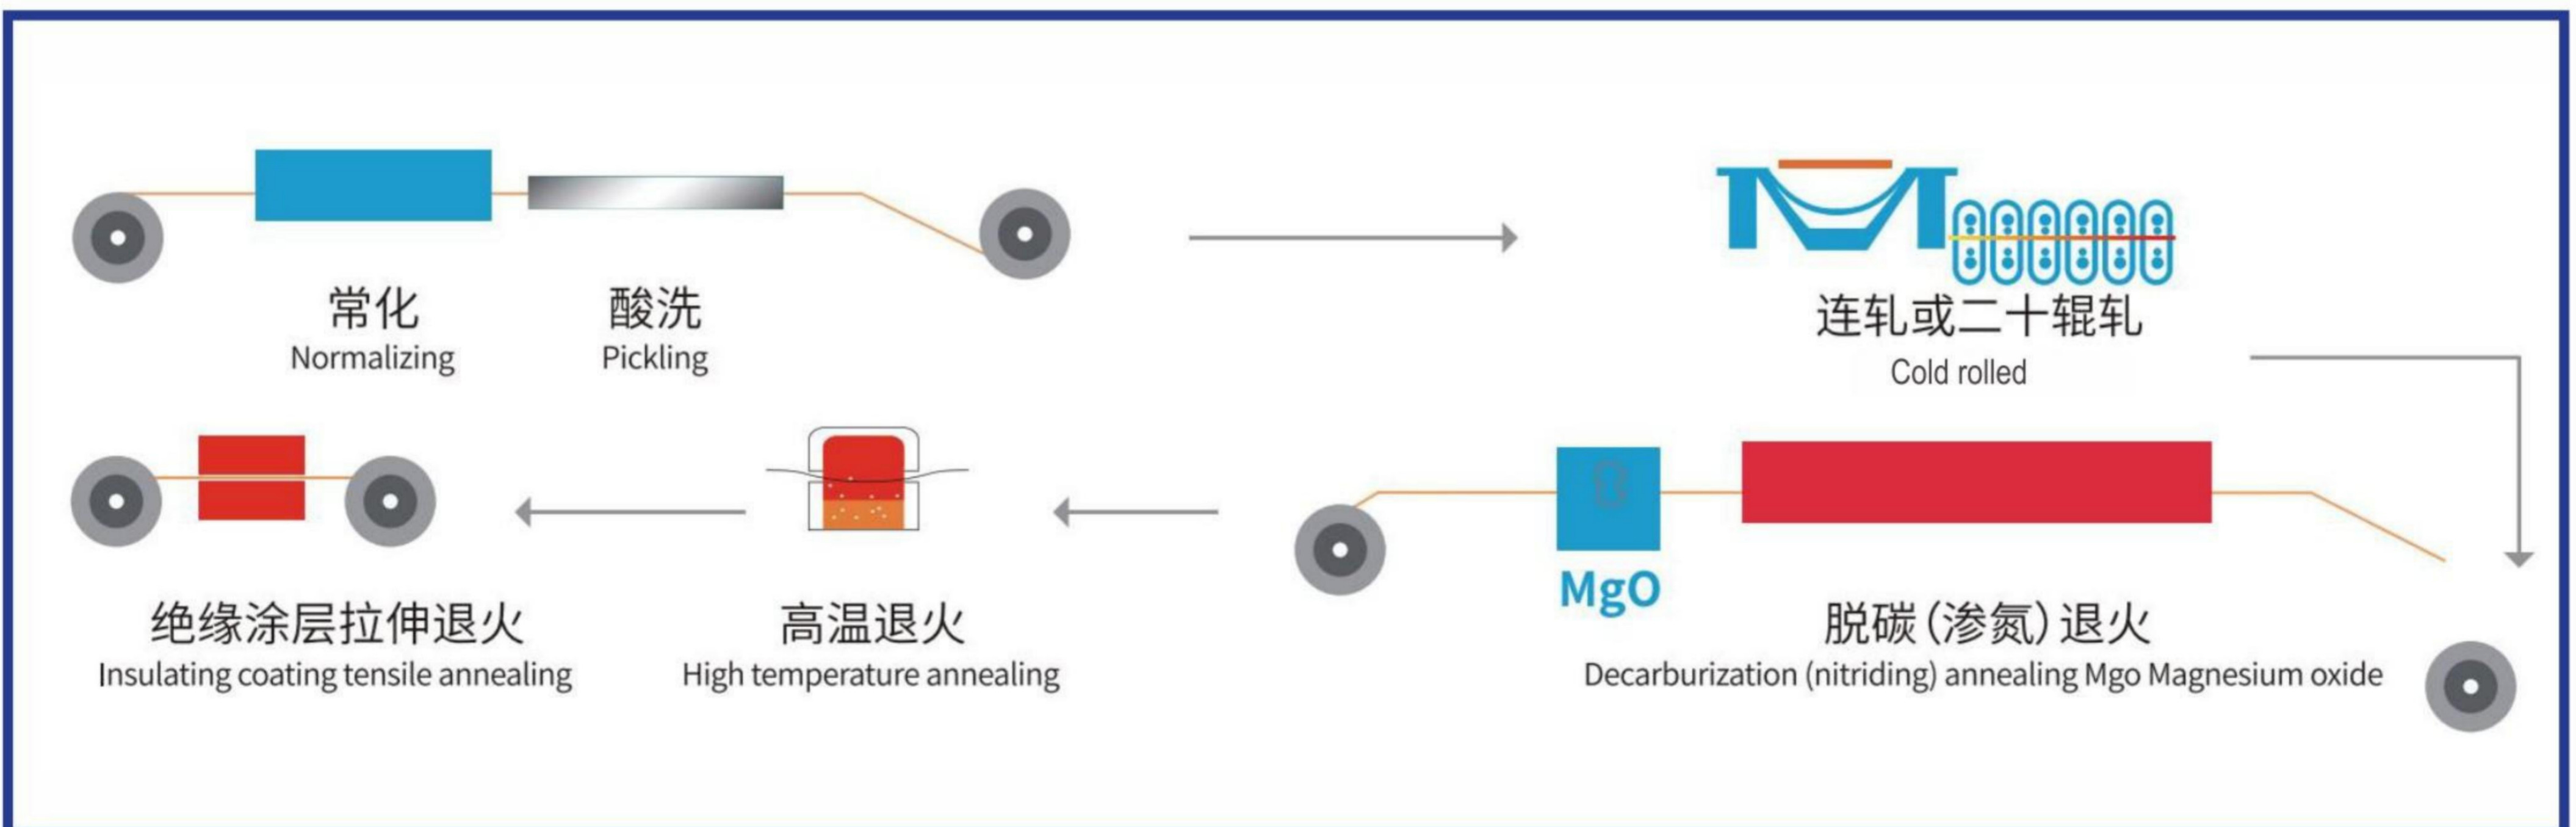 常化
Normalizing
酸洗
Pickling
连轧或二十辊轧
Cold rolled
MgO
脱碳(渗氮)退火
Decarburization (nitriding) annealing Mgo Magnesium oxide
高温退火
High temperature annealing
绝缘涂层拉伸退火
Insulating coating tensile annealing